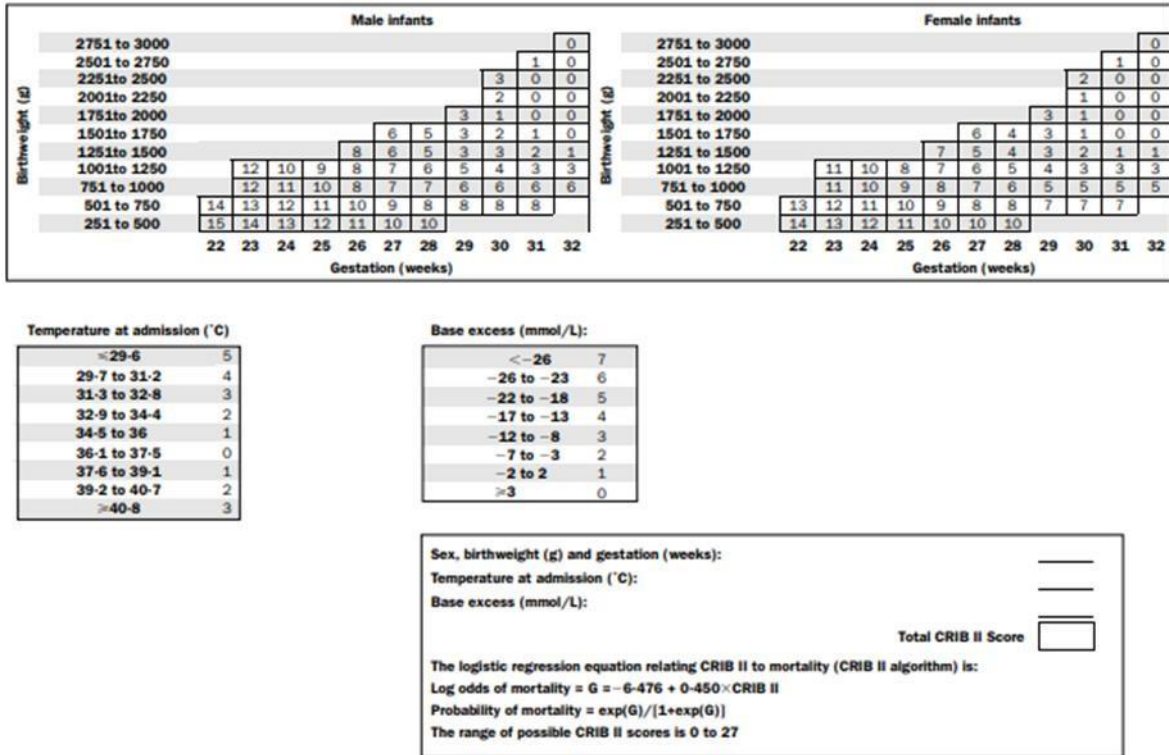 Male infants
Birthweight (g)
2751 to 3000 0
2501 to 2750 1 0
2251to 2500 3 0 0
2001to 2250 2 0 0
1751to 2000 3 1 0 0
1501to 1750 6 5 3 2 1 0
1251to 1500 8 6 5 3 3 2 1
1001to 1250 12 10 9 8 7 6 5 4 3 3
751 to 1000 12 11 10 8 7 7 6 6 6 6
501 to 750 14 13 12 11 10 9 8 8 8 8
251 to 500 15 14 13 12 11 10 10
22 23 24 25 26 27 28 29 30 31 32
Gestation (weeks)
Female infants
Birthweight (g)
2751 to 3000 0
2501 to 2750 1 0
2251 to 2500 2 0 0
2001 to 2250 1 0 0
1751 to 2000 3 1 0 0
1501 to 1750 6 4 3 1 0 0
1251 to 1500 7 5 4 3 2 1 1
1001 to 1250 11 10 8 7 6 5 4 3 3 3
751 to 1000 11 10 9 8 7 6 5 5 5 5
501 to 750 13 12 11 10 9 8 8 7 7 7
251 to 500 14 13 12 11 10 10 10
22 23 24 25 26 27 28 29 30 31 32
Gestation (weeks)
Temperature at admission (°C)
≤29·6 5
29·7 to 31·2 4
31·3 to 32·8 3
32·9 to 34·4 2
34·5 to 36 1
36·1 to 37·5 0
37·6 to 39·1 1
39·2 to 40·7 2
≥40·8 3
Base excess (mmol/L):
<−26 7
−26 to −23 6
−22 to −18 5
−17 to −13 4
−12 to −8 3
−7 to −3 2
−2 to 2 1
≥3 0
Sex, birthweight (g) and gestation (weeks):
Temperature at admission (°C):
Base excess (mmol/L):
Total CRIB II Score
The logistic regression equation relating CRIB II to mortality (CRIB II algorithm) is:
Log odds of mortality = G =−6·476 + 0·450×CRIB II
Probability of mortality = exp(G)/[1+exp(G)]
The range of possible CRIB II scores is 0 to 27